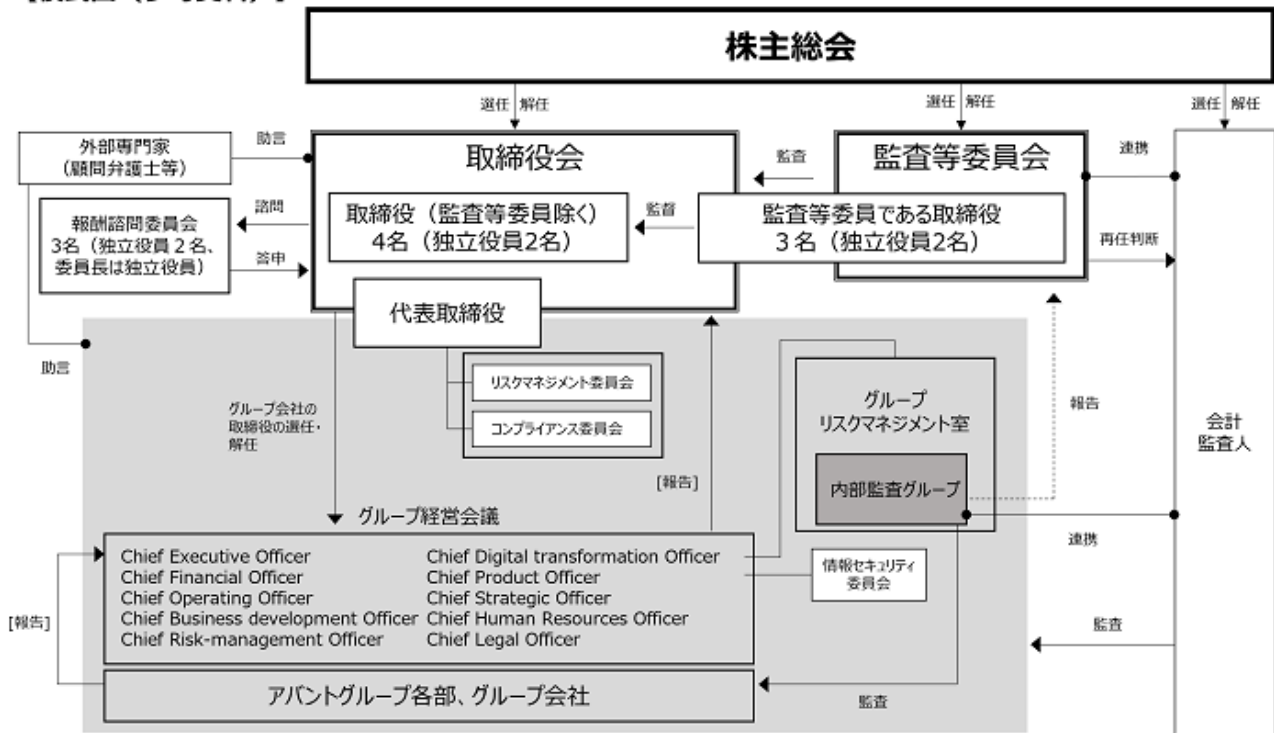 株主総会
選任 解任
選任 解任
選任 解任
外部専門家
(顧問弁護士等)
助言
取締役会
監査
監査等委員会
連携
報酬諮問委員会
3名(独立役員2名、
委員長は独立役員)
諮問
答申
取締役(監査等委員除く)
4名(独立役員2名)
監督
監査等委員である取締役
3名(独立役員2名)
再任判断
代表取締役
助言
リスクマネジメント委員会
コンプライアンス委員会
グループ会社の
取締役の選任・
解任
グループ
リスクマネジメント室
内部監査グループ
報告
会計
監査人
[報告]
グループ経営会議
連携
Chief Executive Officer
Chief Financial Officer
Chief Operating Officer
Chief Business development Officer
Chief Risk-management Officer
Chief Digital transformation Officer
Chief Product Officer
Chief Strategic Officer
Chief Human Resources Officer
Chief Legal Officer
情報セキュリティ
委員会
[報告]
監査
アバントグループ各部、グループ会社
監査